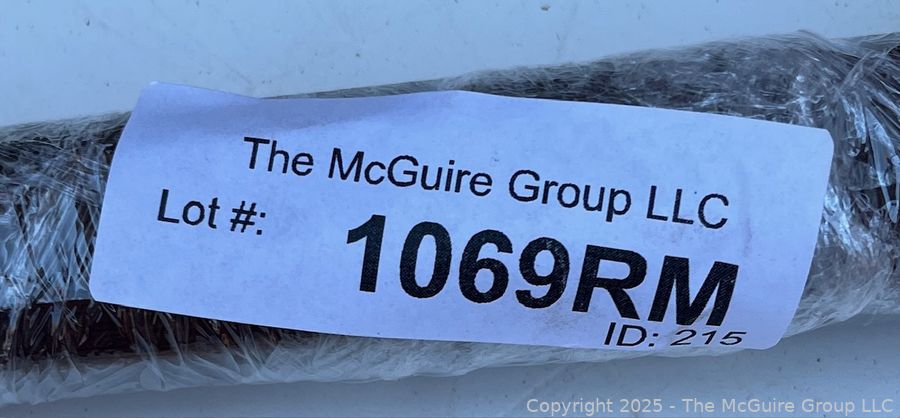 The McGuire Group LLC
Lot #:
1069RM
ID: 215
Copyright 2025 - The McGuire Group LLC